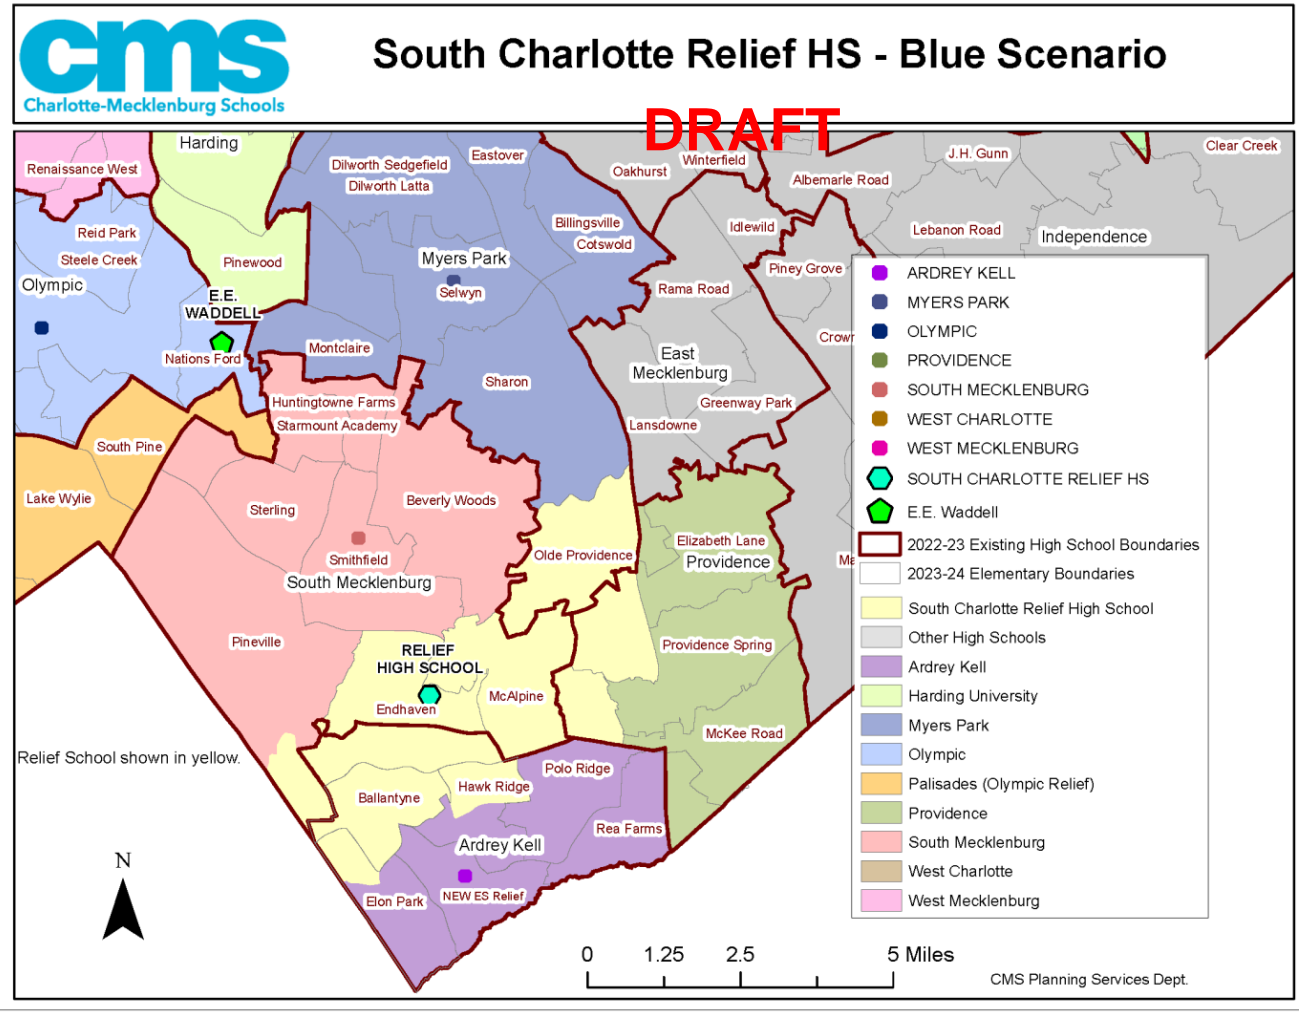 cms
Charlotte-Mecklenburg Schools
South Charlotte Relief HS - Blue Scenario
DRAFT
Harding
Renaissance West
Dilworth Sedgefield
Dilworth Latta
Eastover
Oakhurst
Winterfield
Albemarle Road
J.H. Gunn
Clear Creek
Reid Park
Steele Creek
Olympic
Pinewood
Billingsville
Cotswold
Idlewild
Lebanon Road
Independence
Myers Park
Selwyn
Piney Grove
Rama Road
E.E.
WADDELL
Nations Ford
Montclaire
Sharon
East
Mecklenburg
Crown
Greenway Park
Lansdowne
Huntingtowne Farms
Starmount Academy
South Pine
Lake Wylie
Sterling
Beverly Woods
Smithfield
South Mecklenburg
Olde Providence
Elizabeth Lane
Providence
Ma
Pineville
RELIEF
HIGH SCHOOL
Endhaven
McAlpine
Providence Spring
McKee Road
Relief School shown in yellow.
Ballantyne
Hawk Ridge
Polo Ridge
Rea Farms
Ardrey Kell
Elon Park
NEW ES Relief
N
ARDREY KELL
MYERS PARK
OLYMPIC
PROVIDENCE
SOUTH MECKLENBURG
WEST CHARLOTTE
WEST MECKLENBURG
SOUTH CHARLOTTE RELIEF HS
E.E. Waddell
2022-23 Existing High School Boundaries
2023-24 Elementary Boundaries
South Charlotte Relief High School
Other High Schools
Ardrey Kell
Harding University
Myers Park
Olympic
Palisades (Olympic Relief)
Providence
South Mecklenburg
West Charlotte
West Mecklenburg
0 1.25 2.5 5 Miles
CMS Planning Services Dept.